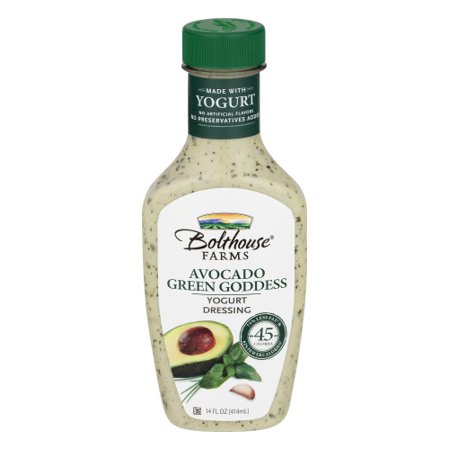 MADE WITH
YOGURT
NO ARTIFICIAL FLAVORS
NO PRESERVATIVES ADDED
Bolthouse®
FARMS
AVOCADO
GREEN GODDESS
YOGURT
DRESSING
45
CALORIES
14 FL OZ (414mL)